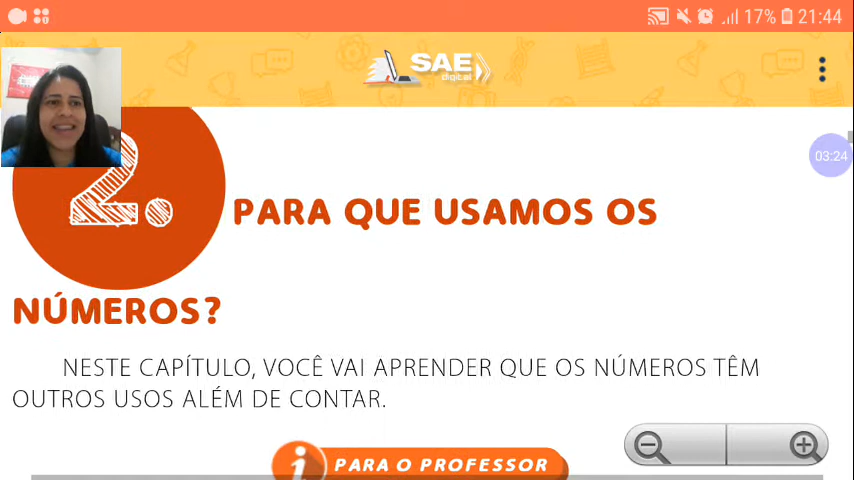 17% 21:44
SAE
digital
03:24
2. PARA QUE USAMOS OS
NÚMEROS?
NESTE CAPÍTULO, VOCÊ VAI APRENDER QUE OS NÚMEROS TÊM
OUTROS USOS ALÉM DE CONTAR.
i PARA O PROFESSOR